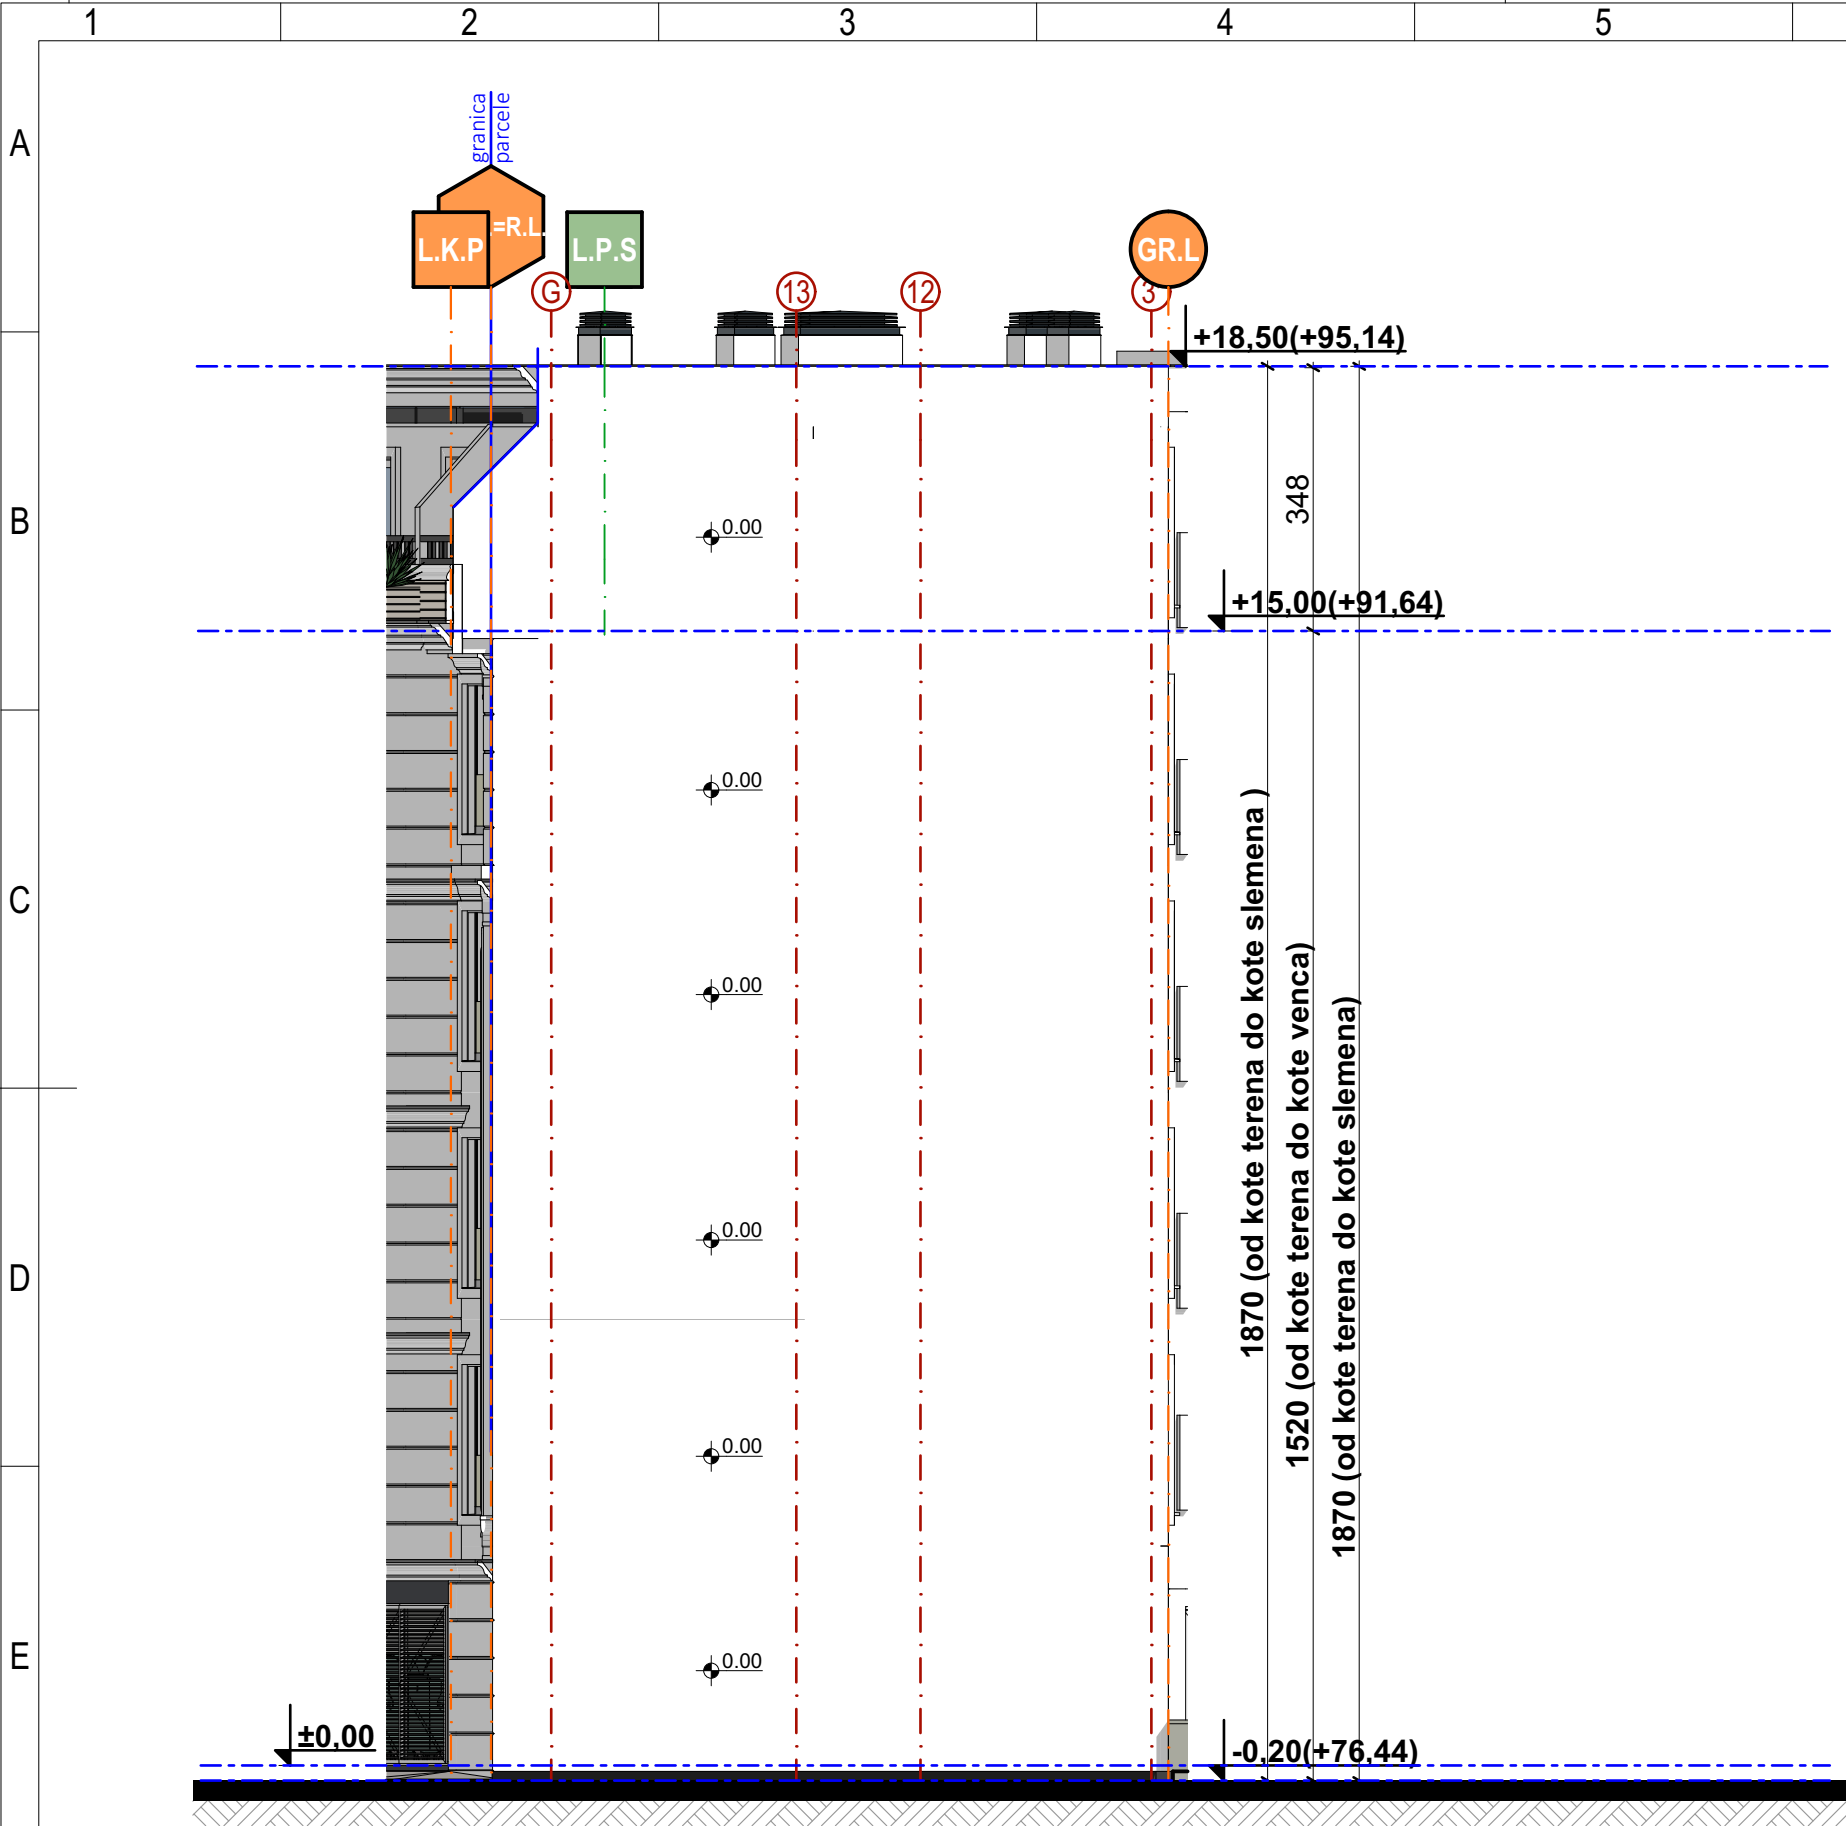 1 2 3 4 5
A
B
C
D
E
granica
parcele
L.K.P
=R.L.
L.P.S
GR.L
G
13
12
3
+18,50(+95,14)
348
0.00
+15,00(+91,64)
0.00
0.00
0.00
0.00
0.00
1870 (od kote terena do kote slemena )
1520 (od kote terena do kote venca)
1870 (od kote terena do kote slemena)
±0,00
-0,20(+76,44)